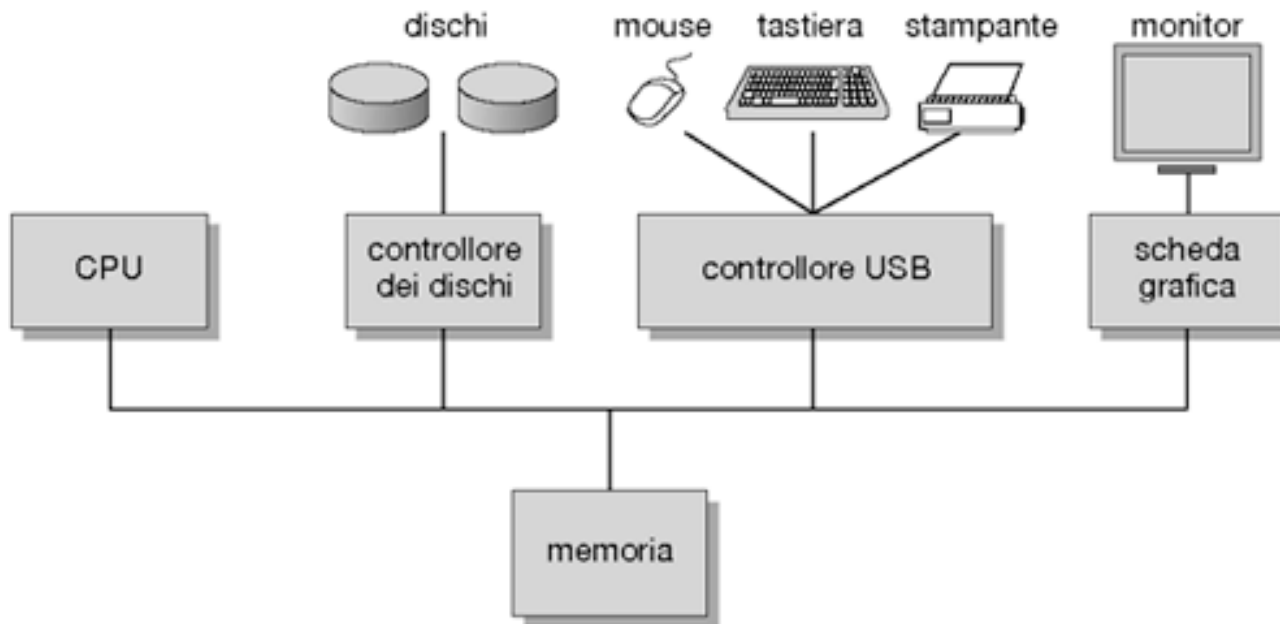 dischi
mouse
tastiera
stampante
monitor
CPU
controllore
dei dischi
controllore USB
scheda
grafica
memoria